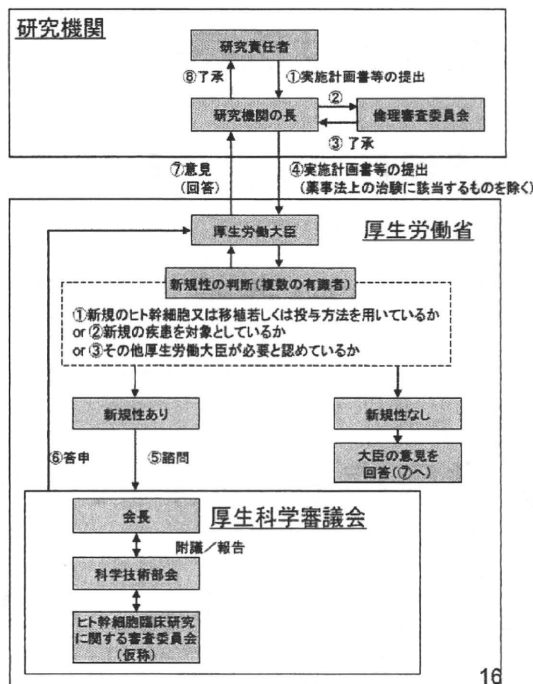 研究機関
研究責任者
⑧了承
①実施計画書等の提出
研究機関の長
②
倫理審査委員会
③了承
⑦意見
(回答)
④実施計画書等の提出
(薬事法上の治験に該当するものを除く)
厚生労働大臣
厚生労働省
新規性の判断(複数の有識者)
①新規のヒト幹細胞又は移植若しくは投与方法を用いているか
or ②新規の疾患を対象としているか
or ③その他厚生労働大臣が必要と認めているか
新規性あり
新規性なし
⑥答申
⑤諮問
大臣の意見を
回答(⑦へ)
会長
厚生科学審議会
附議/報告
科学技術部会
ヒト幹細胞臨床研究
に関する審査委員会
(仮称)
16